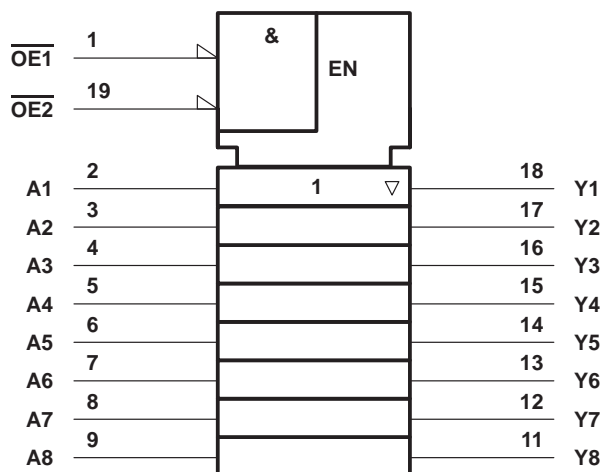 &
EN
OE1 1
OE2 19
A1 2 1 ▽ 18 Y1
A2 3 17 Y2
A3 4 16 Y3
A4 5 15 Y4
A5 6 14 Y5
A6 7 13 Y6
A7 8 12 Y7
A8 9 11 Y8